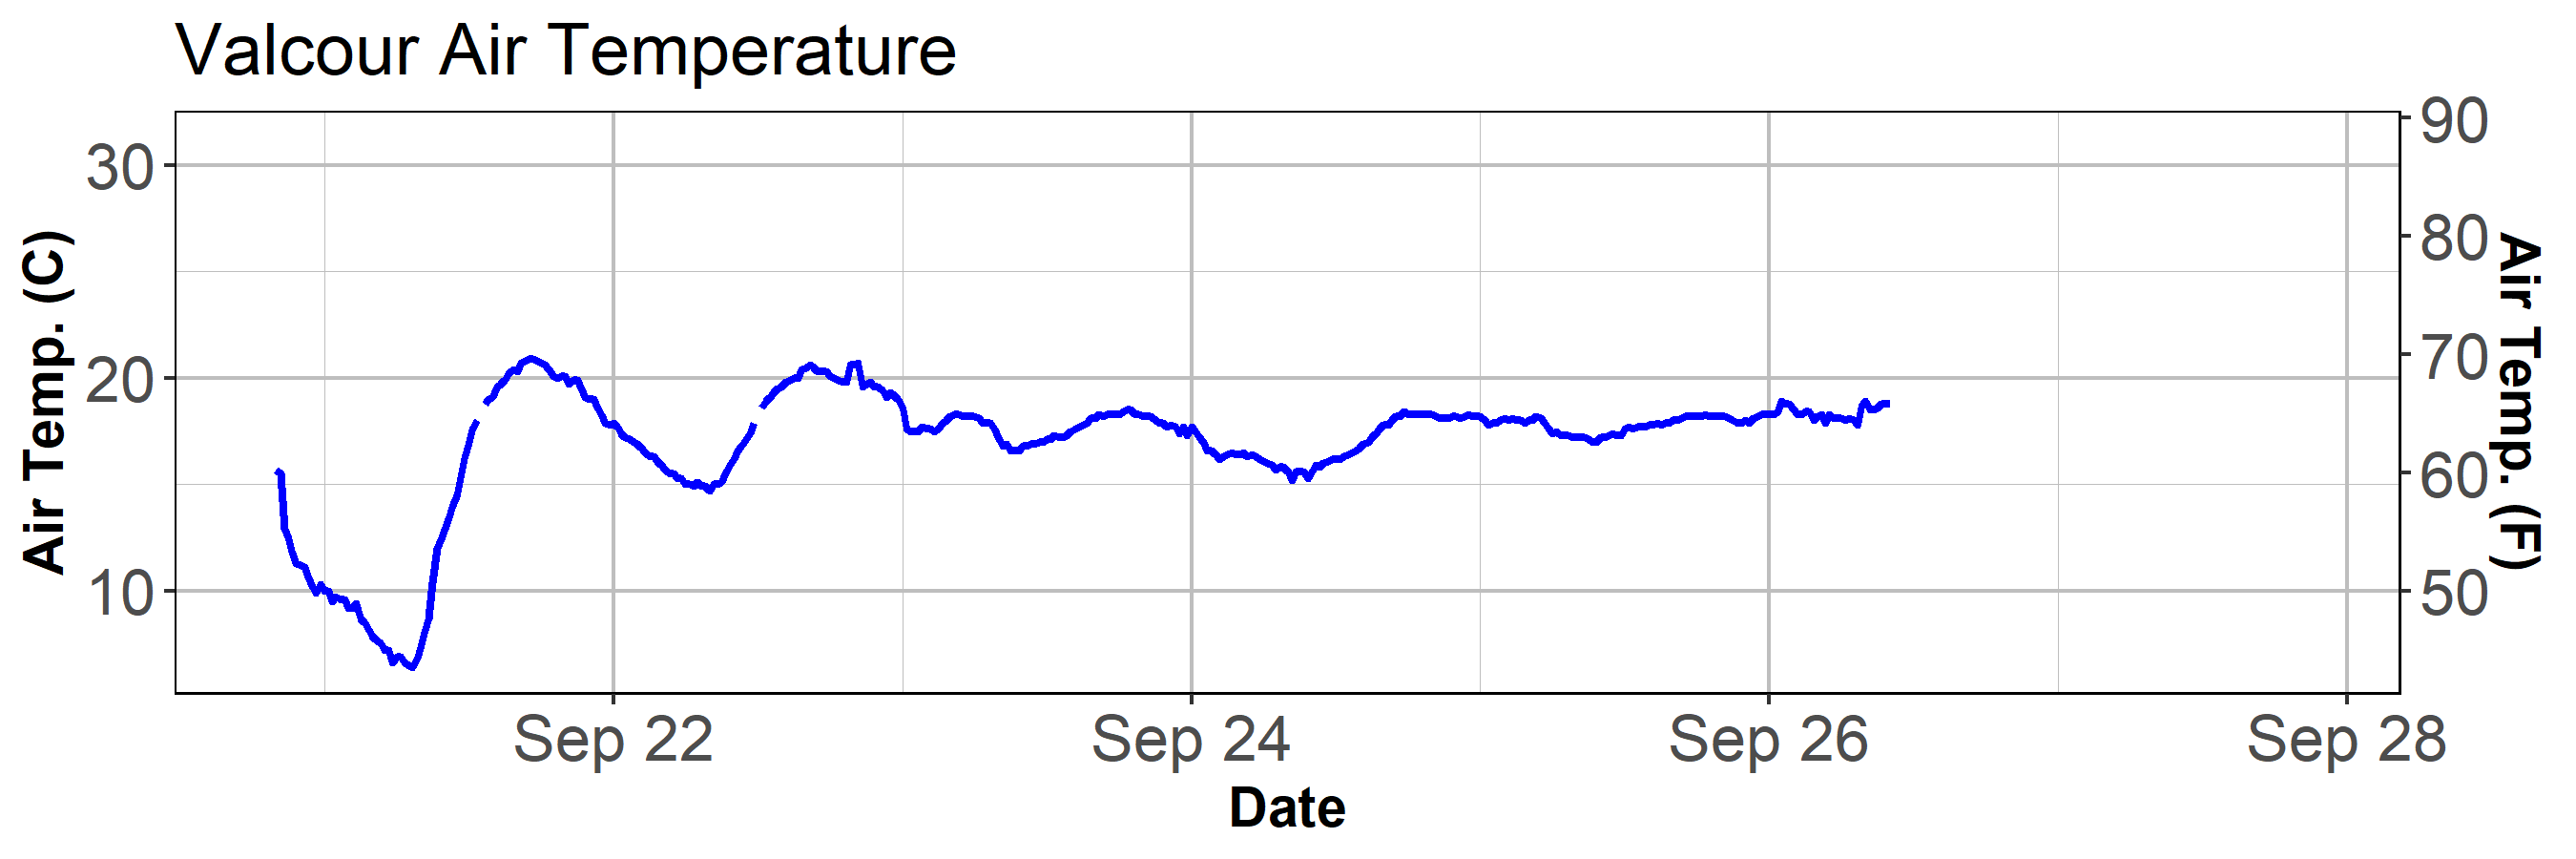 Valcour Air Temperature
Air Temp. (C)
30
20
10
90
80
70
60
50
Air Temp. (F)
Sep 22
Sep 24
Sep 26
Sep 28
Date